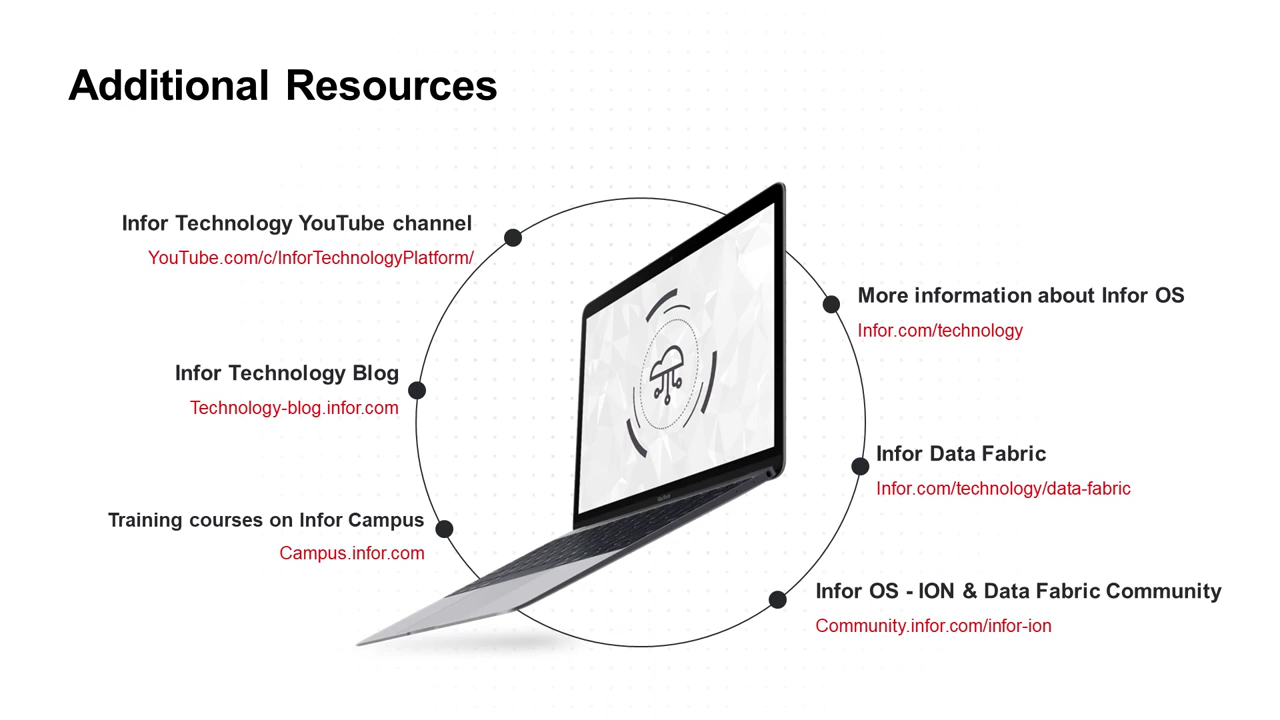 Additional Resources
Infor Technology YouTube channel
YouTube.com/c/InforTechnologyPlatform/
Infor Technology Blog
Technology-blog.infor.com
Training courses on Infor Campus
Campus.infor.com
More information about Infor OS
Infor.com/technology
Infor Data Fabric
Infor.com/technology/data-fabric
Infor OS - ION & Data Fabric Community
Community.infor.com/infor-ion